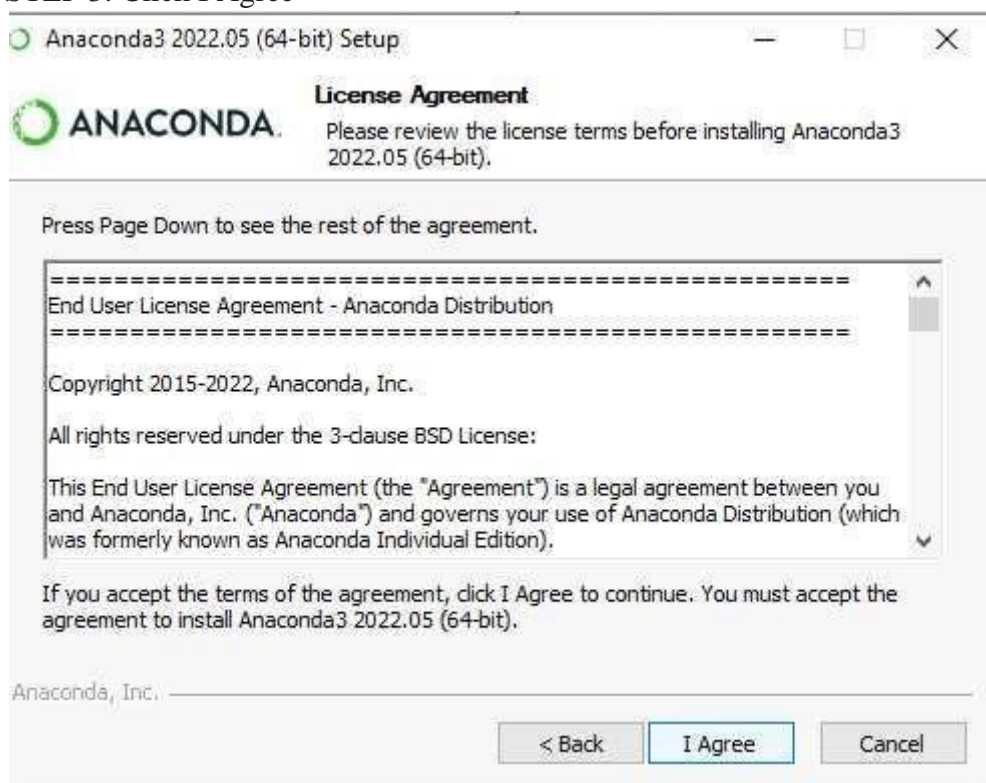 Click I Agree
Anaconda3 2022.05 (64-bit) Setup
ANACONDA.
License Agreement
Please review the license terms before installing Anaconda3
2022.05 (64-bit).
Press Page Down to see the rest of the agreement.
==================================================
End User License Agreement - Anaconda Distribution
==================================================
Copyright 2015-2022, Anaconda, Inc.
All rights reserved under the 3-clause BSD License:
This End User License Agreement (the "Agreement") is a legal agreement between you
and Anaconda, Inc. ("Anaconda") and governs your use of Anaconda Distribution (which
was formerly known as Anaconda Individual Edition).
If you accept the terms of the agreement, click I Agree to continue. You must accept the
agreement to install Anaconda3 2022.05 (64-bit).
Anaconda, Inc.
< Back
I Agree
Cancel